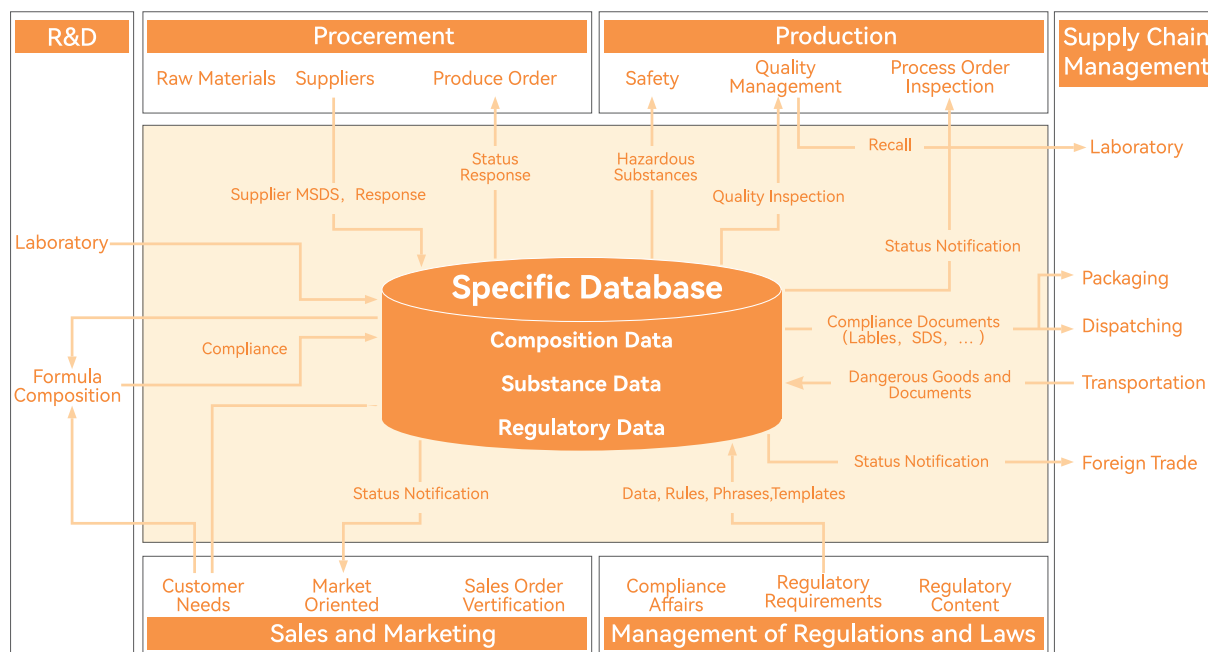 R&D
Procerement
Production
Supply Chain
Management
Raw Materials
Suppliers
Produce Order
Safety
Quality
Management
Process Order
Inspection
Recall
Laboratory
Status
Response
Hazardous
Substances
Supplier MSDS，Response
Quality Inspection
Laboratory
Status Notification
Packaging
Specific Database
Compliance Documents
（Lables，SDS，… ）
Dispatching
Composition Data
Compliance
Formula
Composition
Substance Data
Dangerous Goods and
Documents
Transportation
Regulatory Data
Status Notification
Foreign Trade
Status Notification
Data, Rules, Phrases,Templates
Customer
Needs
Market
Oriented
Sales Order
Vertification
Compliance
Affairs
Regulatory
Requirements
Regulatory
Content
Sales and Marketing
Management of Regulations and Laws